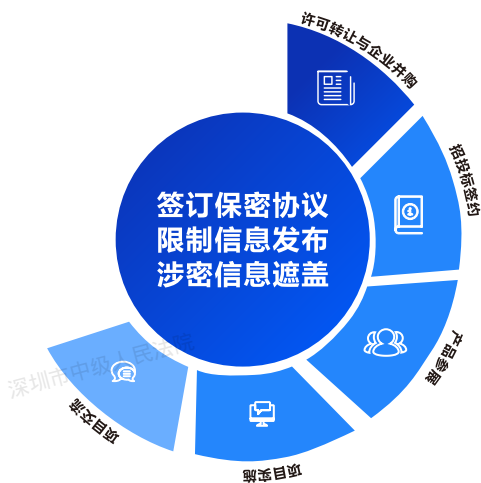 签订保密协议
限制信息发布
涉密信息遮盖
许可转让与企业并购
招投标签约
产品参展
项目实施
项目交流
深圳市中级人民法院